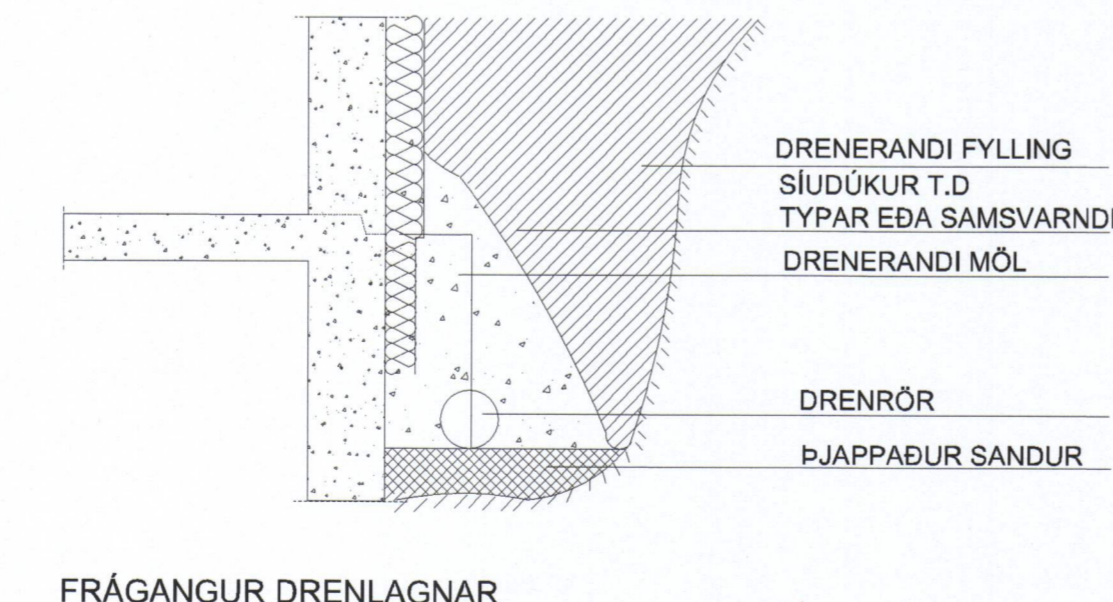 DRENERANDI FYLLING
SÍUDÚKUR T.D
TYPAR EÐA SAMSVARNDI
DRENERANDI MÖL
DRENRÖR
ÞJAPPAÐUR SANDUR
FRÁGANGUR DRENLAGNAR